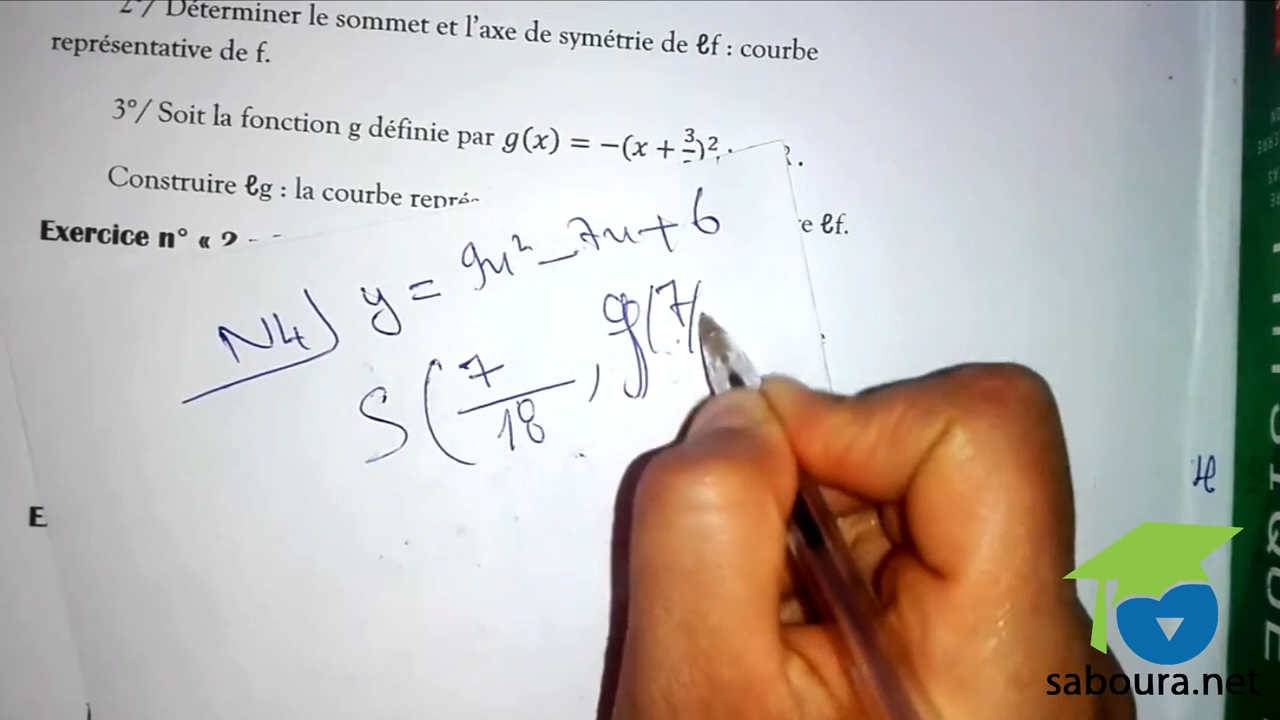 2°/ Déterminer le sommet et l'axe de symétrie de ℓf : courbe
représentative de f.
3°/ Soit la fonction g définie par g(x) = −(x + 3/2)²
Construire ℓg : la courbe ℓf.
Exercice n° « 2
N4) y = 9x² − 7x + 6
S( 7/18 , g(7/
E
saboura.net